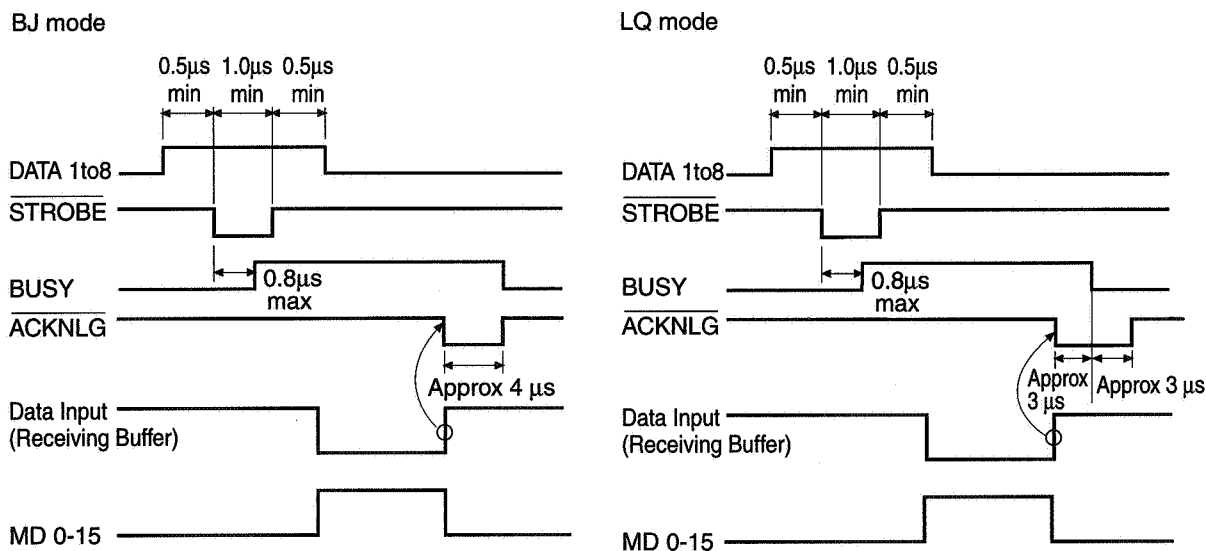 BJ mode
0.5µs 1.0µs 0.5µs
min min min
DATA 1to8
STROBE
BUSY
0.8µs
max
ACKNLG
Approx 4 µs
Data Input
(Receiving Buffer)
MD 0-15
LQ mode
0.5µs 1.0µs 0.5µs
min min min
DATA 1to8
STROBE
BUSY
0.8µs
max
ACKNLG
Approx
3 µs
Approx 3 µs
Data Input
(Receiving Buffer)
MD 0-15